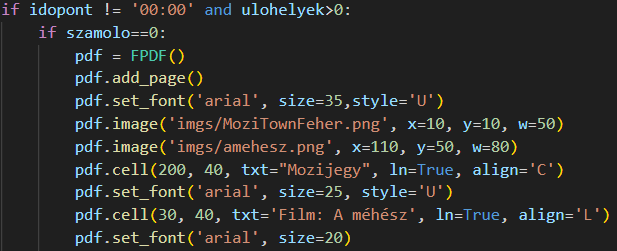 if idopont != '00:00' and ulohelyek>0:
    if szamolo==0:
        pdf = FPDF()
        pdf.add_page()
        pdf.set_font('arial', size=35,style='U')
        pdf.image('imgs/MoziTownFeher.png', x=10, y=10, w=50)
        pdf.image('imgs/amehesz.png', x=110, y=50, w=80)
        pdf.cell(200, 40, txt="Mozijegy", ln=True, align='C')
        pdf.set_font('arial', size=25, style='U')
        pdf.cell(30, 40, txt='Film: A méhész', ln=True, align='L')
        pdf.set_font('arial', size=20)